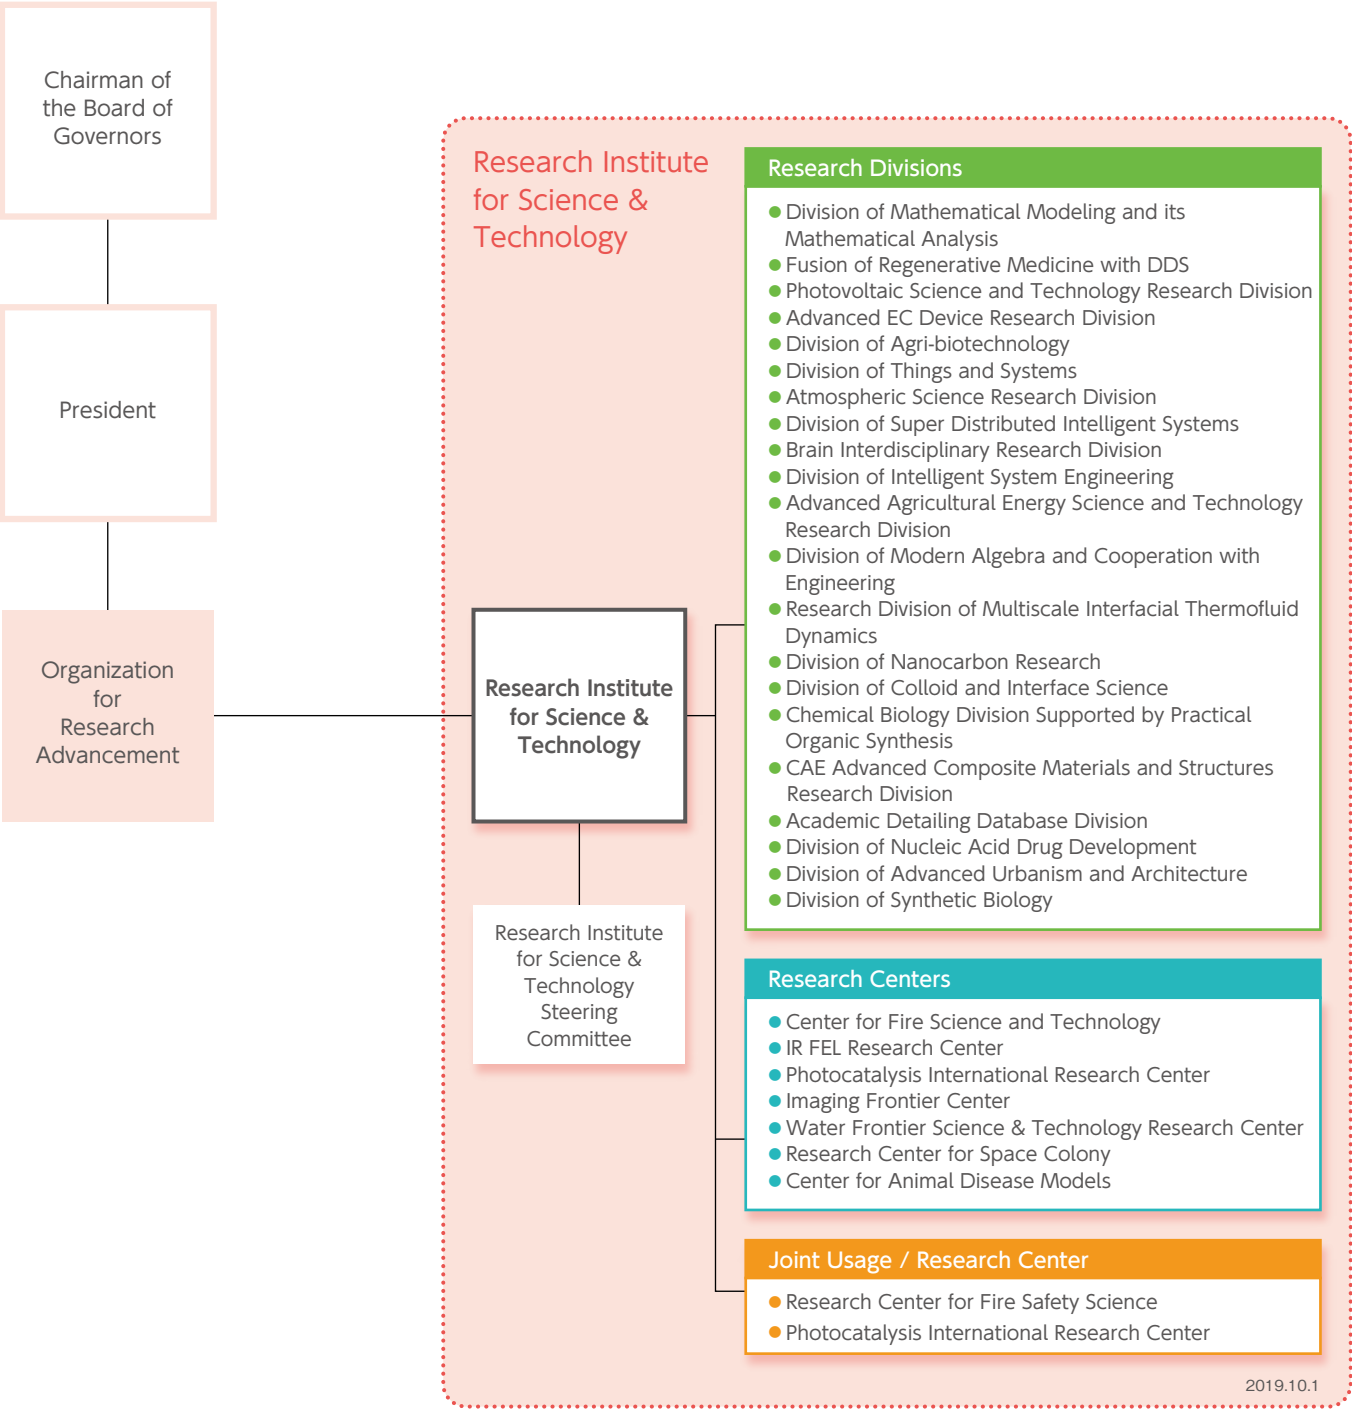 Chairman of
the Board of
Governors
President
Organization
for
Research
Advancement
Research Institute
for Science &
Technology
Research Institute
for Science &
Technology
Research Institute
for Science &
Technology
Steering
Committee
Research Divisions
● Division of Mathematical Modeling and its
Mathematical Analysis
● Fusion of Regenerative Medicine with DDS
● Photovoltaic Science and Technology Research Division
● Advanced EC Device Research Division
● Division of Agri-biotechnology
● Division of Things and Systems
● Atmospheric Science Research Division
● Division of Super Distributed Intelligent Systems
● Brain Interdisciplinary Research Division
● Division of Intelligent System Engineering
● Advanced Agricultural Energy Science and Technology
Research Division
● Division of Modern Algebra and Cooperation with
Engineering
● Research Division of Multiscale Interfacial Thermofluid
Dynamics
● Division of Nanocarbon Research
● Division of Colloid and Interface Science
● Chemical Biology Division Supported by Practical
Organic Synthesis
● CAE Advanced Composite Materials and Structures
Research Division
● Academic Detailing Database Division
● Division of Nucleic Acid Drug Development
● Division of Advanced Urbanism and Architecture
● Division of Synthetic Biology
Research Centers
● Center for Fire Science and Technology
● IR FEL Research Center
● Photocatalysis International Research Center
● Imaging Frontier Center
● Water Frontier Science & Technology Research Center
● Research Center for Space Colony
● Center for Animal Disease Models
Joint Usage / Research Center
● Research Center for Fire Safety Science
● Photocatalysis International Research Center
2019.10.1